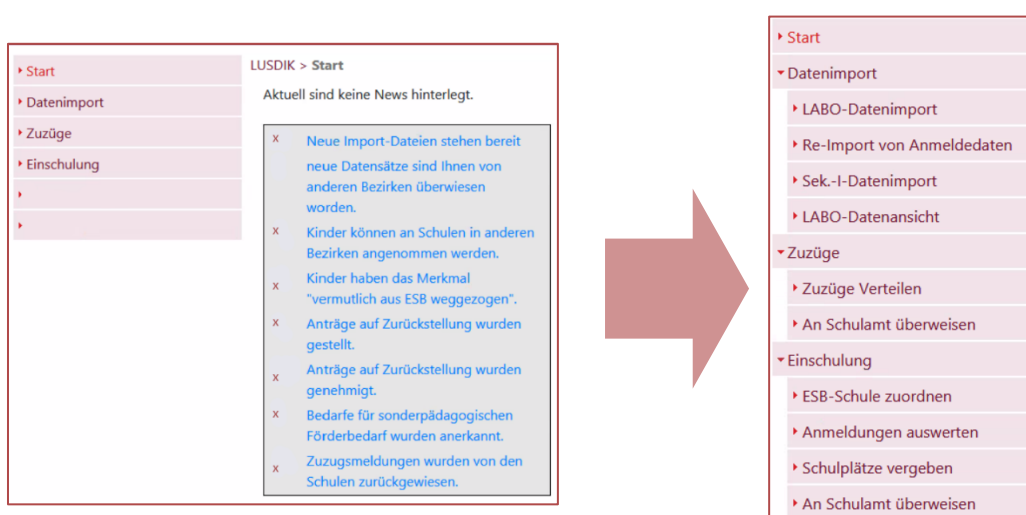 Start
Datenimport
Zuzüge
Einschulung
LUSDIK > Start
Aktuell sind keine News hinterlegt.
x Neue Import-Dateien stehen bereit
neue Datensätze sind Ihnen von
anderen Bezirken überwiesen
worden.
x Kinder können an Schulen in anderen
Bezirken angenommen werden.
x Kinder haben das Merkmal
"vermutlich aus ESB weggezogen".
x Anträge auf Zurückstellung wurden
gestellt.
x Anträge auf Zurückstellung wurden
genehmigt.
x Bedarfe für sonderpädagogischen
Förderbedarf wurden anerkannt.
x Zuzugsmeldungen wurden von den
Schulen zurückgewiesen.
Start
Datenimport
LABO-Datenimport
Re-Import von Anmeldedaten
Sek.-I-Datenimport
LABO-Datenansicht
Zuzüge
Zuzüge Verteilen
An Schulamt überweisen
Einschulung
ESB-Schule zuordnen
Anmeldungen auswerten
Schulplätze vergeben
An Schulamt überweisen